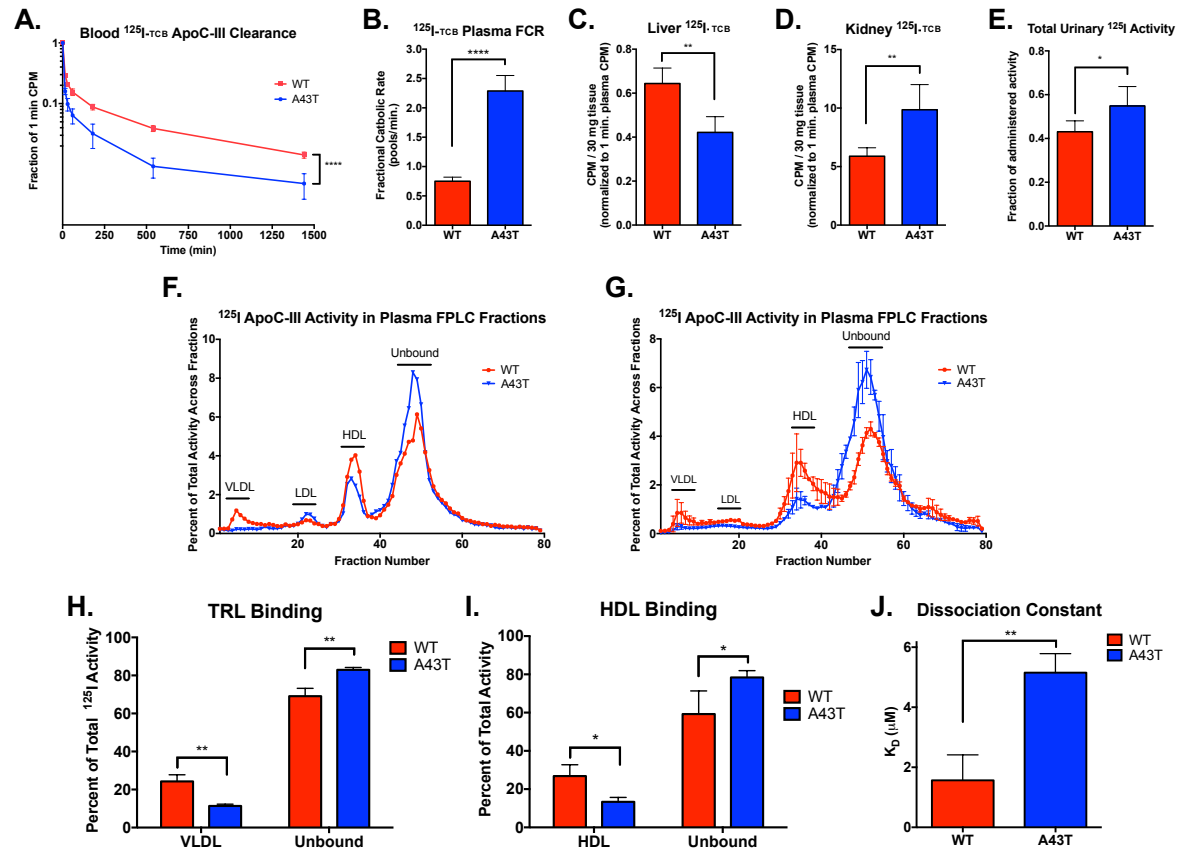 A.
Blood ¹²⁵I-TCB ApoC-III Clearance
Fraction of 1 min CPM
1
0.1
0
250
500
750
1000
1250
1500
Time (min)
WT
A43T
****
B.
¹²⁵I-TCB Plasma FCR
Fractional Catbolic Rate
(pools/min.)
3.0
2.5
2.0
1.5
1.0
0.5
0.0
****
WT
A43T
C.
Liver ¹²⁵I-TCB
CPM / 30 mg tissue
(normalized to 1 min. plasma CPM)
0.8
0.6
0.4
0.2
0.0
**
WT
A43T
D.
Kidney ¹²⁵I-TCB
CPM / 30 mg tissue
(normalized to 1 min. plasma CPM)
15
10
5
0
**
WT
A43T
E.
Total Urinary ¹²⁵I Activity
Fraction of administered activity
0.8
0.6
0.4
0.2
0.0
*
WT
A43T
F.
¹²⁵I ApoC-III Activity in Plasma FPLC Fractions
Percent of Total Activity Across Fractions
10
8
6
4
2
0
VLDL
LDL
HDL
Unbound
WT
A43T
20
40
60
80
Fraction Number
G.
¹²⁵I ApoC-III Activity in Plasma FPLC Fractions
Percent of Total Activity Across Fractions
8
6
4
2
0
VLDL
LDL
HDL
Unbound
WT
A43T
20
40
60
80
Fraction Number
H.
TRL Binding
Percent of Total ¹²⁵I Activity
100
80
60
40
20
0
**
**
WT
A43T
VLDL
Unbound
I.
HDL Binding
Percent of Total Activity
100
80
60
40
20
0
*
*
WT
A43T
HDL
Unbound
J.
Dissociation Constant
K_D (μM)
6
4
2
0
**
WT
A43T
WT
A43T